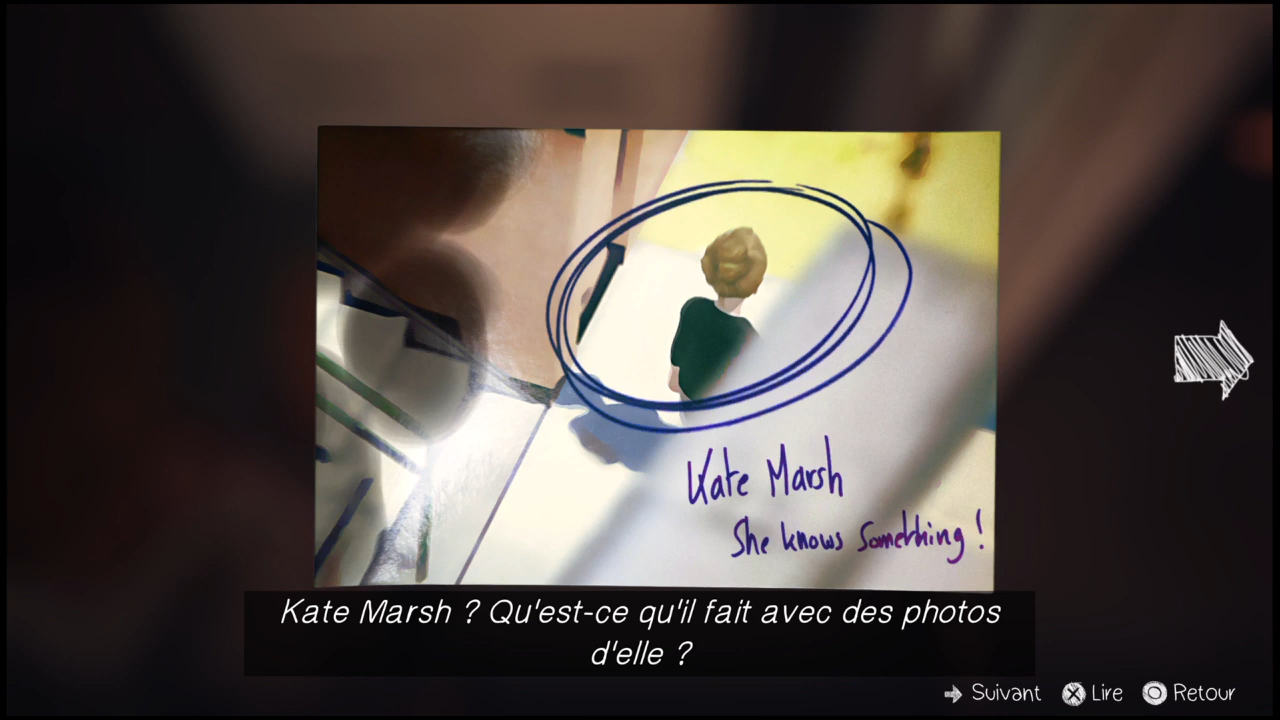 Kate Marsh
She knows Something!
Kate Marsh ? Qu'est-ce qu'il fait avec des photos
d'elle ?
Suivant Lire Retour